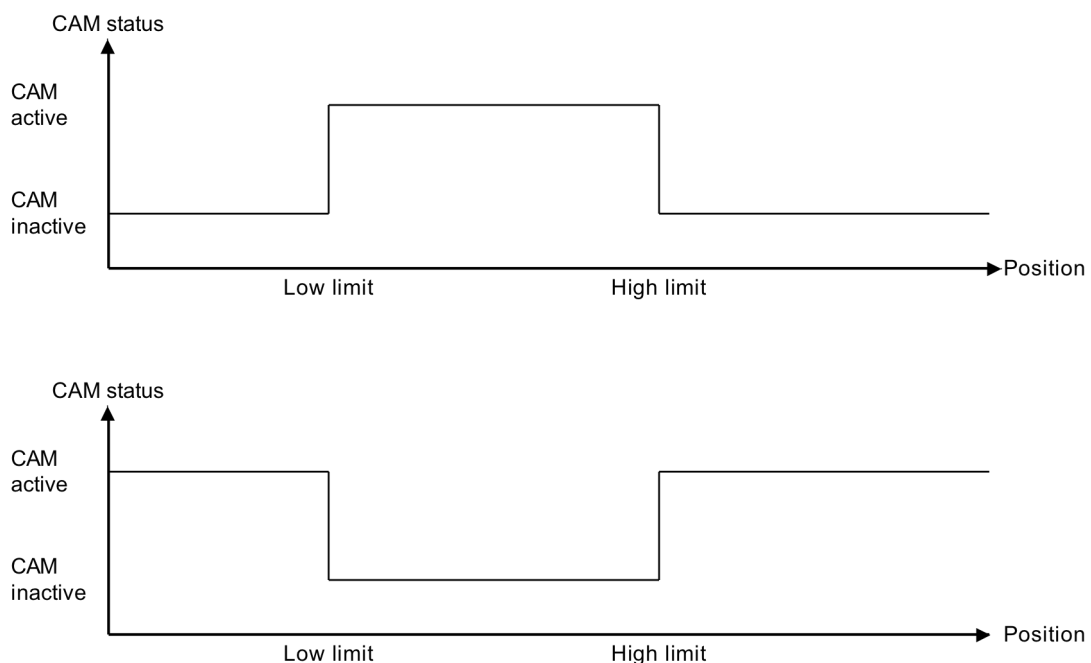 CAM status
CAM
active
CAM
inactive
Position
Low limit
High limit
CAM status
CAM
active
CAM
inactive
Position
Low limit
High limit